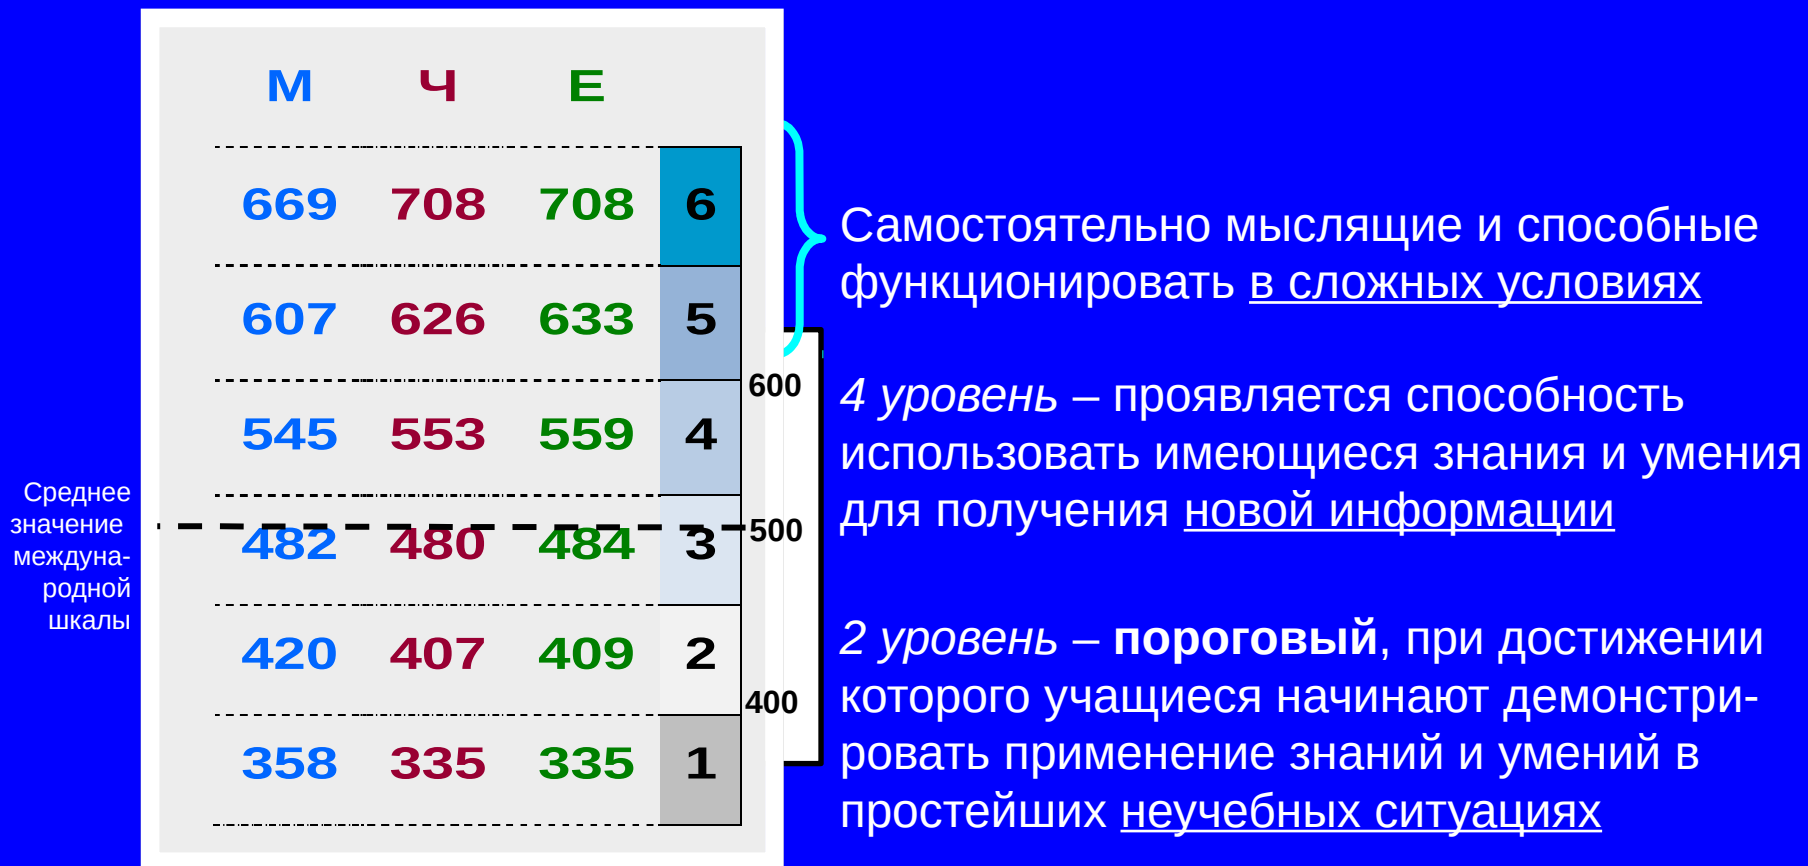 М Ч Е
669 708 708 6
607 626 633 5
600
545 553 559 4
500
482 480 484 3
420 407 409 2
400
358 335 335 1
Среднее
значение
междуна-
родной
шкалы
Самостоятельно мыслящие и способные
функционировать в сложных условиях
4 уровень – проявляется способность
использовать имеющиеся знания и умения
для получения новой информации
2 уровень – пороговый, при достижении
которого учащиеся начинают демонстри-
ровать применение знаний и умений в
простейших неучебных ситуациях